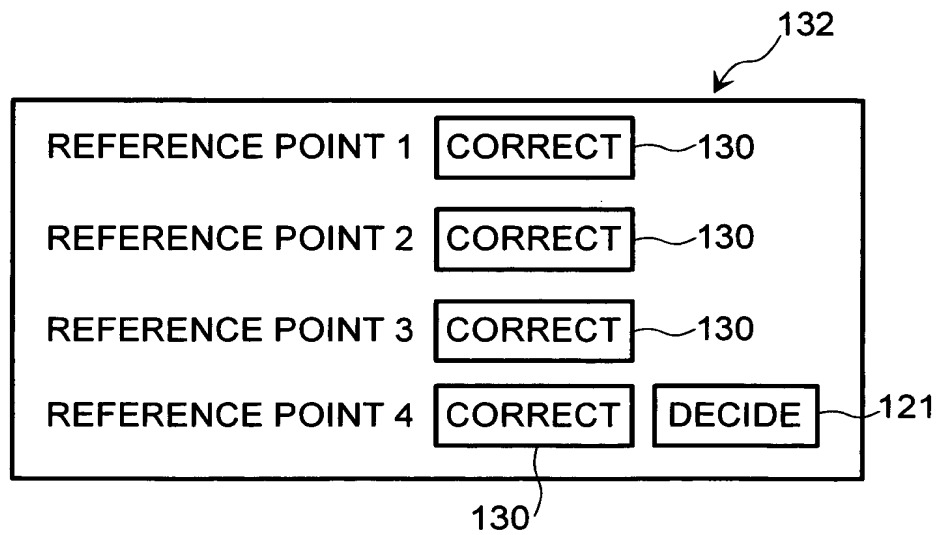 132
REFERENCE POINT 1 CORRECT 130
REFERENCE POINT 2 CORRECT 130
REFERENCE POINT 3 CORRECT 130
REFERENCE POINT 4 CORRECT DECIDE 121
130